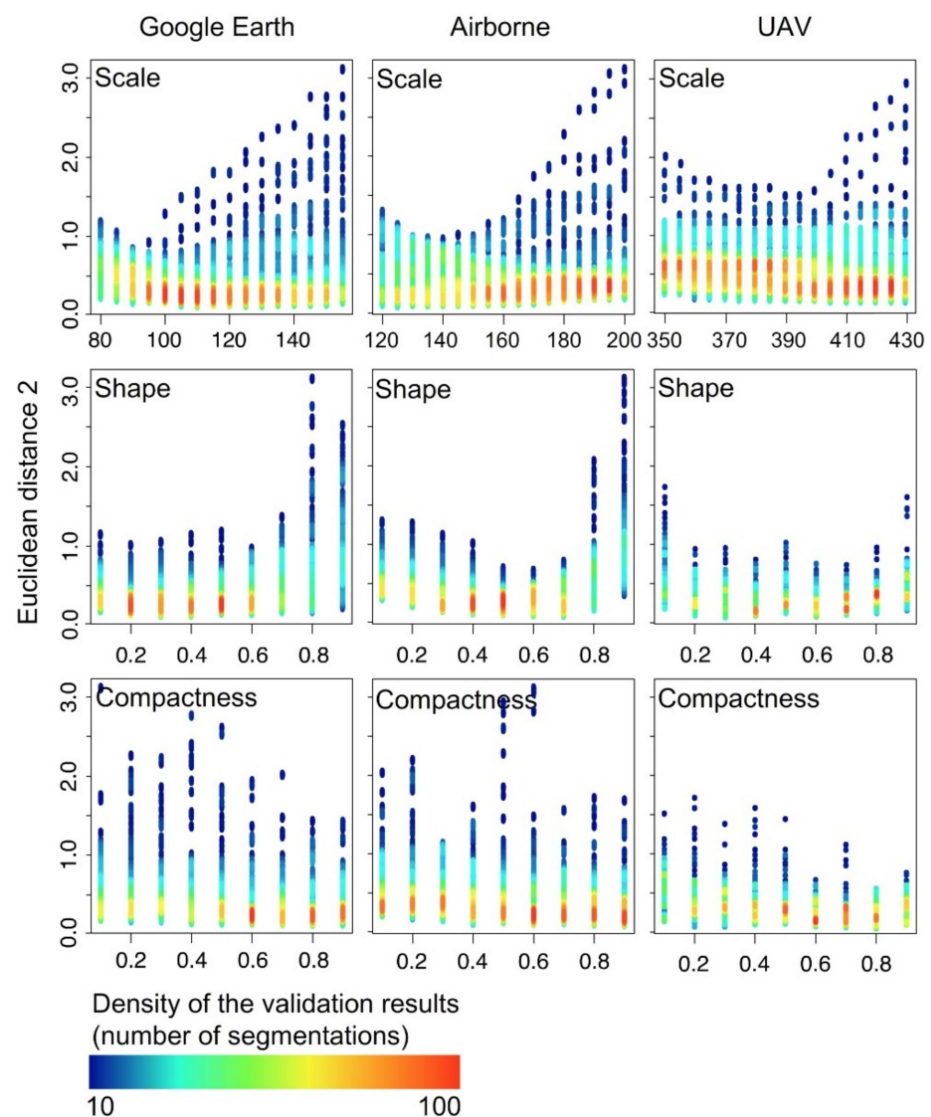 Google Earth Airborne UAV
Scale Scale Scale
3.0
2.0
1.0
0.0
80 100 120 140 120 140 160 180 200 350 370 390 410 430
Euclidean distance 2
Shape Shape Shape
3.0
2.0
1.0
0.0
0.2 0.4 0.6 0.8 0.2 0.4 0.6 0.8 0.2 0.4 0.6 0.8
Compactness Compactness Compactness
3.0
2.0
1.0
0.0
0.2 0.4 0.6 0.8 0.2 0.4 0.6 0.8 0.2 0.4 0.6 0.8
Density of the validation results
(number of segmentations)
10 100